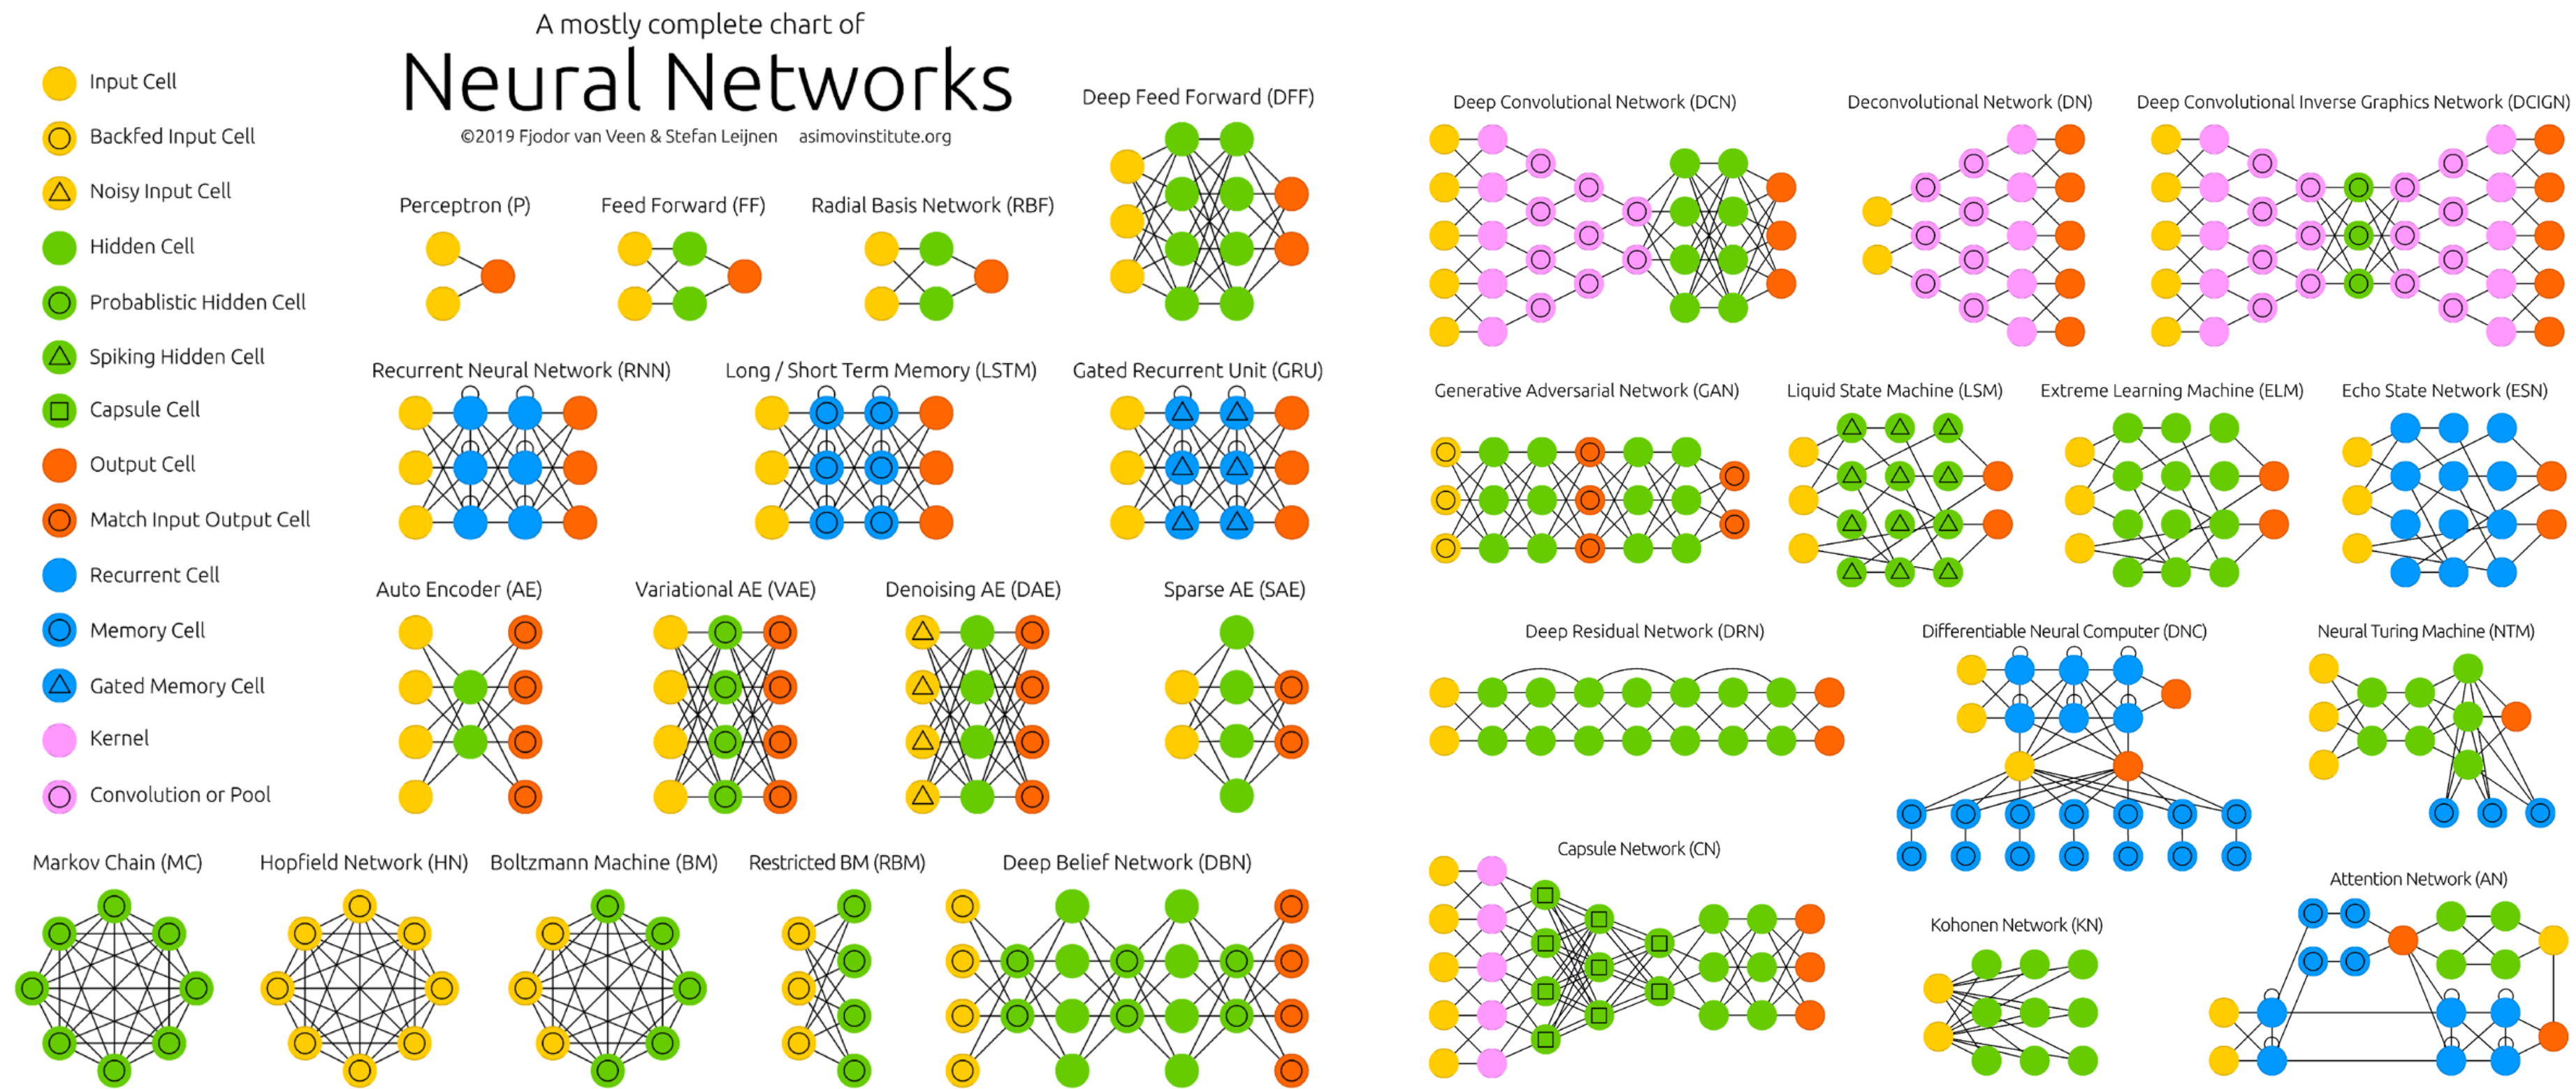 A mostly complete chart of
Neural Networks
©2019 Fjodor van Veen & Stefan Leijnen asimovinstitute.org
Input Cell
Backfed Input Cell
Noisy Input Cell
Hidden Cell
Probablistic Hidden Cell
Spiking Hidden Cell
Capsule Cell
Output Cell
Match Input Output Cell
Recurrent Cell
Memory Cell
Gated Memory Cell
Kernel
Convolution or Pool
Perceptron (P)
Feed Forward (FF)
Radial Basis Network (RBF)
Deep Feed Forward (DFF)
Recurrent Neural Network (RNN)
Long / Short Term Memory (LSTM)
Gated Recurrent Unit (GRU)
Auto Encoder (AE)
Variational AE (VAE)
Denoising AE (DAE)
Sparse AE (SAE)
Markov Chain (MC)
Hopfield Network (HN)
Boltzmann Machine (BM)
Restricted BM (RBM)
Deep Belief Network (DBN)
Deep Convolutional Network (DCN)
Deconvolutional Network (DN)
Deep Convolutional Inverse Graphics Network (DCIGN)
Generative Adversarial Network (GAN)
Liquid State Machine (LSM)
Extreme Learning Machine (ELM)
Echo State Network (ESN)
Deep Residual Network (DRN)
Differentiable Neural Computer (DNC)
Neural Turing Machine (NTM)
Capsule Network (CN)
Kohonen Network (KN)
Attention Network (AN)